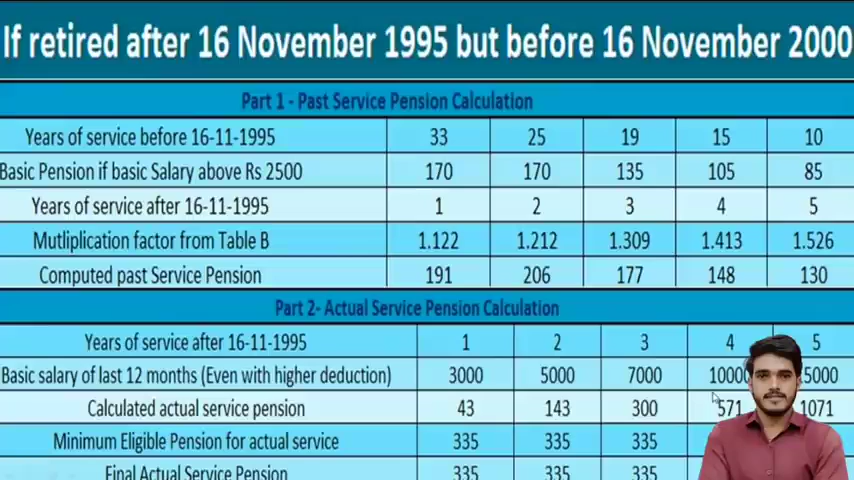 If retired after 16 November 1995 but before 16 November 2000
Part 1 - Past Service Pension Calculation
Years of service before 16-11-1995 33 25 19 15 10
Basic Pension if basic Salary above Rs 2500 170 170 135 105 85
Years of service after 16-11-1995 1 2 3 4 5
Mutliplication factor from Table B 1.122 1.212 1.309 1.413 1.526
Computed past Service Pension 191 206 177 148 130
Part 2- Actual Service Pension Calculation
Years of service after 16-11-1995 1 2 3 4 5
Basic salary of last 12 months (Even with higher deduction) 3000 5000 7000 10000 5000
Calculated actual service pension 43 143 300 571 1071
Minimum Eligible Pension for actual service 335 335 335
Final Actual Service Pension 335 335 335